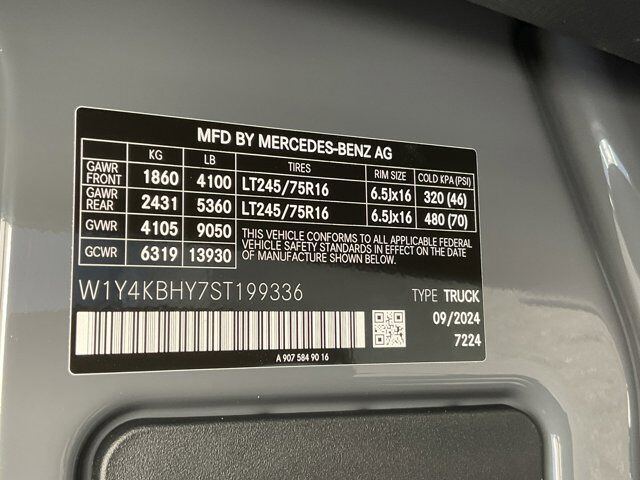 MFD BY MERCEDES-BENZ AG
KG LB TIRES RIM SIZE COLD KPA (PSI)
GAWR FRONT 1860 4100 LT245/75R16 6.5Jx16 320 (46)
GAWR REAR 2431 5360 LT245/75R16 6.5Jx16 480 (70)
GVWR 4105 9050
GCWR 6319 13930
THIS VEHICLE CONFORMS TO ALL APPLICABLE FEDERAL
VEHICLE SAFETY STANDARDS IN EFFECT ON THE DATE
OF MANUFACTURE SHOWN BELOW.
W1Y4KBHY7ST199336 TYPE TRUCK
09/2024
7224
A 907 584 90 16